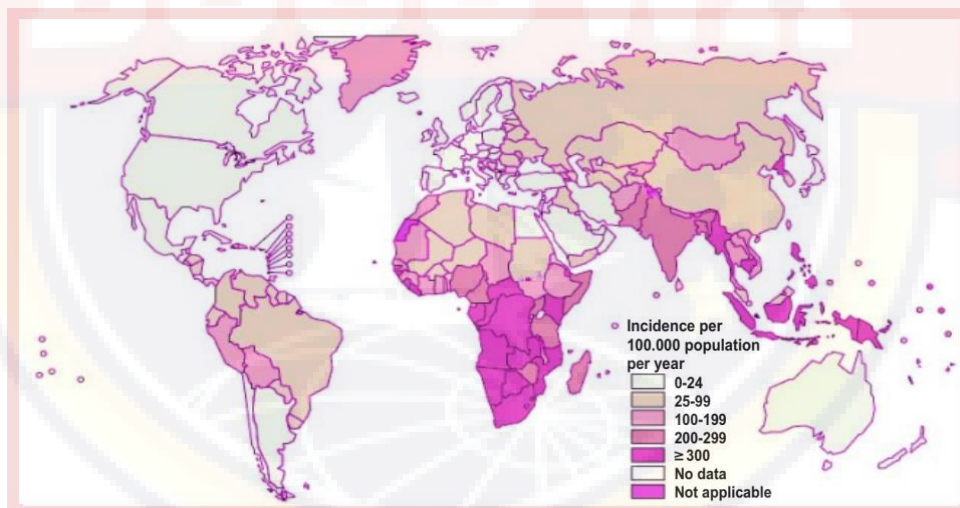 Incidence per
100.000 population
per year
0-24
25-99
100-199
200-299
≥ 300
No data
Not applicable